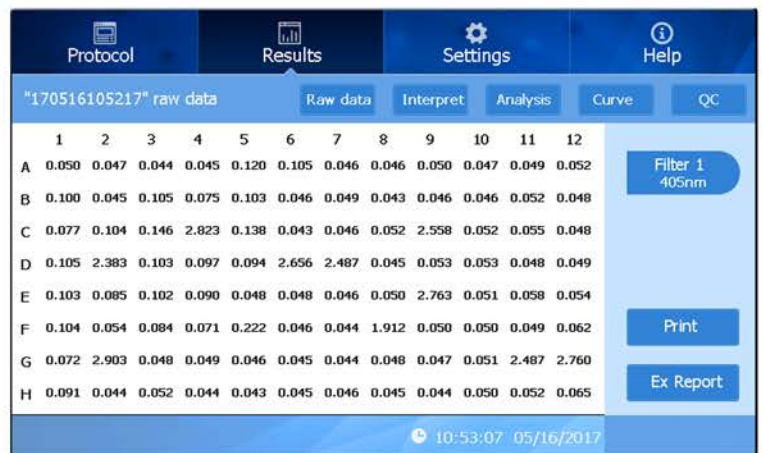 Protocol Results Settings Help
"170516105217" raw data Raw data Interpret Analysis Curve QC
1 2 3 4 5 6 7 8 9 10 11 12
A 0.050 0.047 0.044 0.045 0.120 0.105 0.046 0.046 0.050 0.047 0.049 0.052
Filter 1
405nm
B 0.100 0.045 0.105 0.075 0.103 0.046 0.049 0.043 0.046 0.046 0.052 0.048
C 0.077 0.104 0.146 2.823 0.138 0.043 0.046 0.052 2.558 0.052 0.055 0.048
D 0.105 2.383 0.103 0.097 0.094 2.656 2.487 0.045 0.053 0.053 0.048 0.049
E 0.103 0.085 0.102 0.090 0.048 0.048 0.046 0.050 2.763 0.051 0.058 0.054
F 0.104 0.054 0.084 0.071 0.222 0.046 0.044 1.912 0.050 0.050 0.049 0.062
Print
G 0.072 2.903 0.048 0.049 0.046 0.045 0.044 0.048 0.047 0.051 2.487 2.760
Ex Report
H 0.091 0.044 0.052 0.044 0.043 0.045 0.046 0.045 0.044 0.050 0.052 0.065
10:53:07 05/16/2017